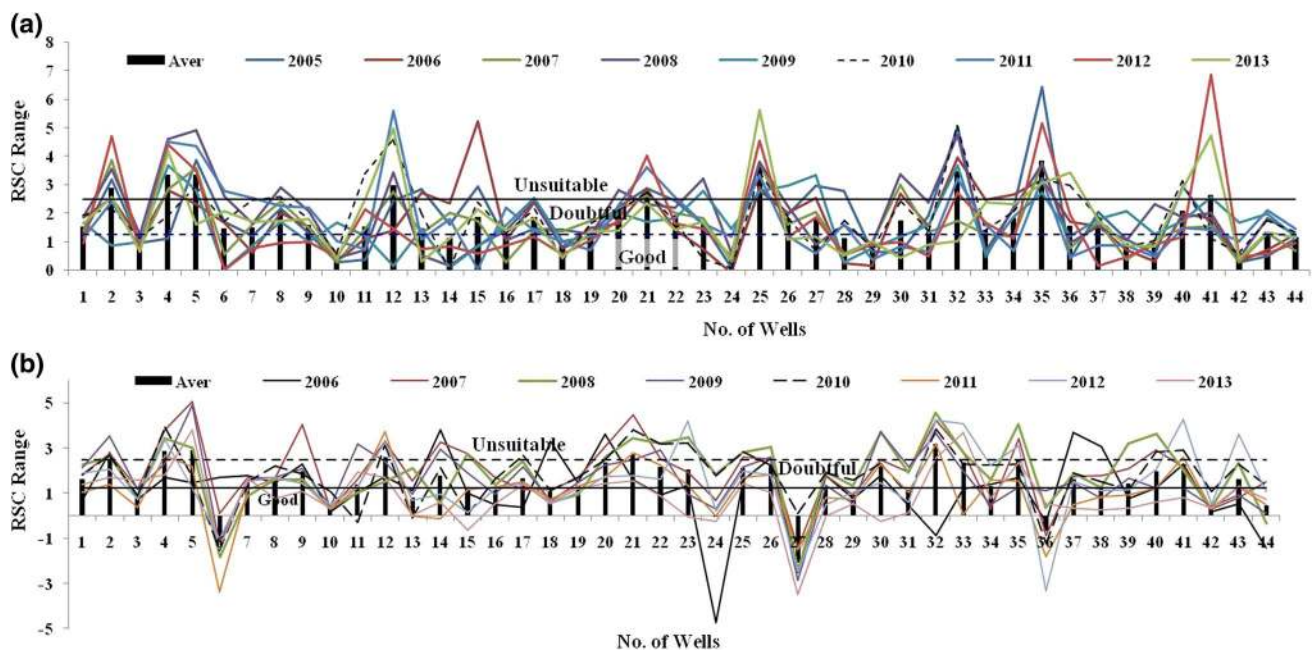 (a)
8
Aver 2005 2006 2007 2008 2009 2010 2011 2012 2013
7
6
5
4
3
2
1
0
RSC Range
Unsuitable
Doubtful
Good
1 2 3 4 5 6 7 8 9 10 11 12 13 14 15 16 17 18 19 20 21 22 23 24 25 26 27 28 29 30 31 32 33 34 35 36 37 38 39 40 41 42 43 44
No. of Wells
(b)
Aver 2006 2007 2008 2009 2010 2011 2012 2013
5
3
1
-1
-3
-5
RSC Range
Unsuitable
Doubtful
Good
1 2 3 4 5 6 7 8 9 10 11 12 13 14 15 16 17 18 19 20 21 22 23 24 25 26 27 28 29 30 31 32 33 34 35 36 37 38 39 40 41 42 43 44
No. of Wells